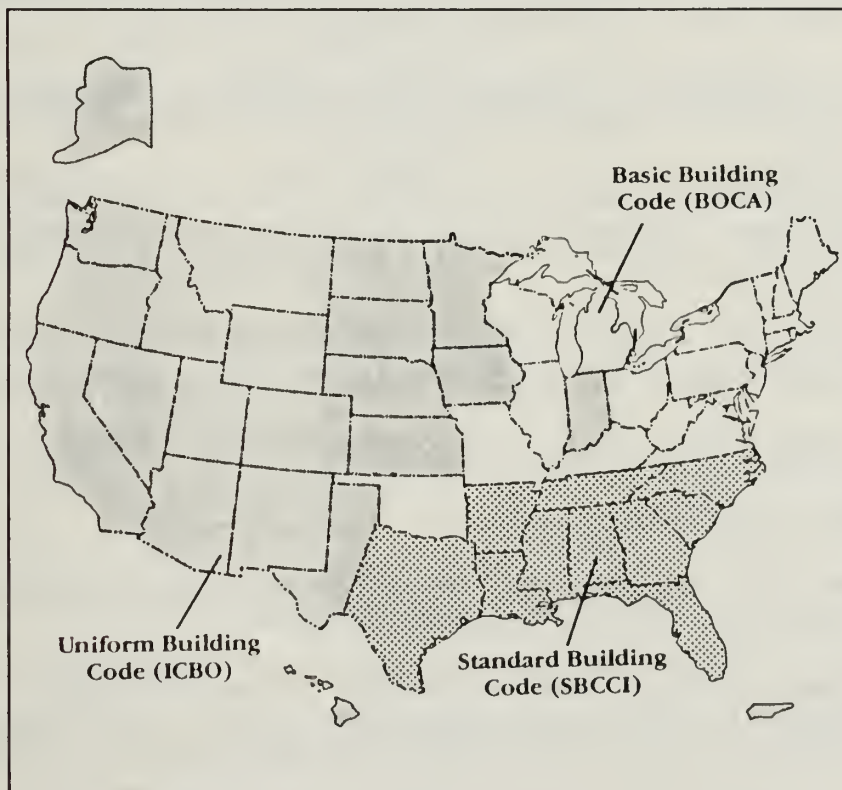 Basic Building
Code (BOCA)
Uniform Building
Code (ICBO)
Standard Building
Code (SBCCI)